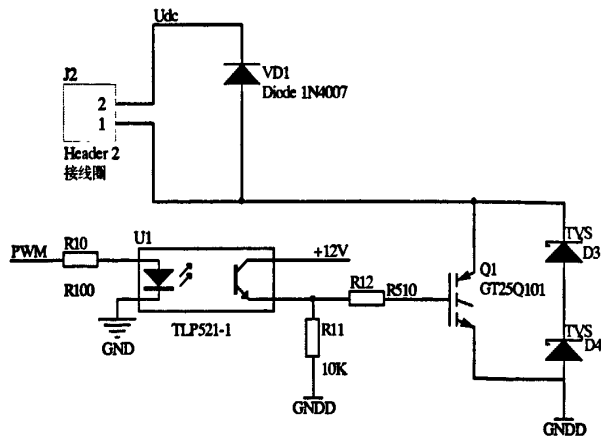 Udc
J2
2
1
Header 2
接线圈
VD1
Diode 1N4007
PWM
R10
R100
GND
U1
TLP521-1
+12V
R12
R510
R11
10K
GNDD
Q1
GT25Q101
TVS
D3
TVS
D4
GNDD